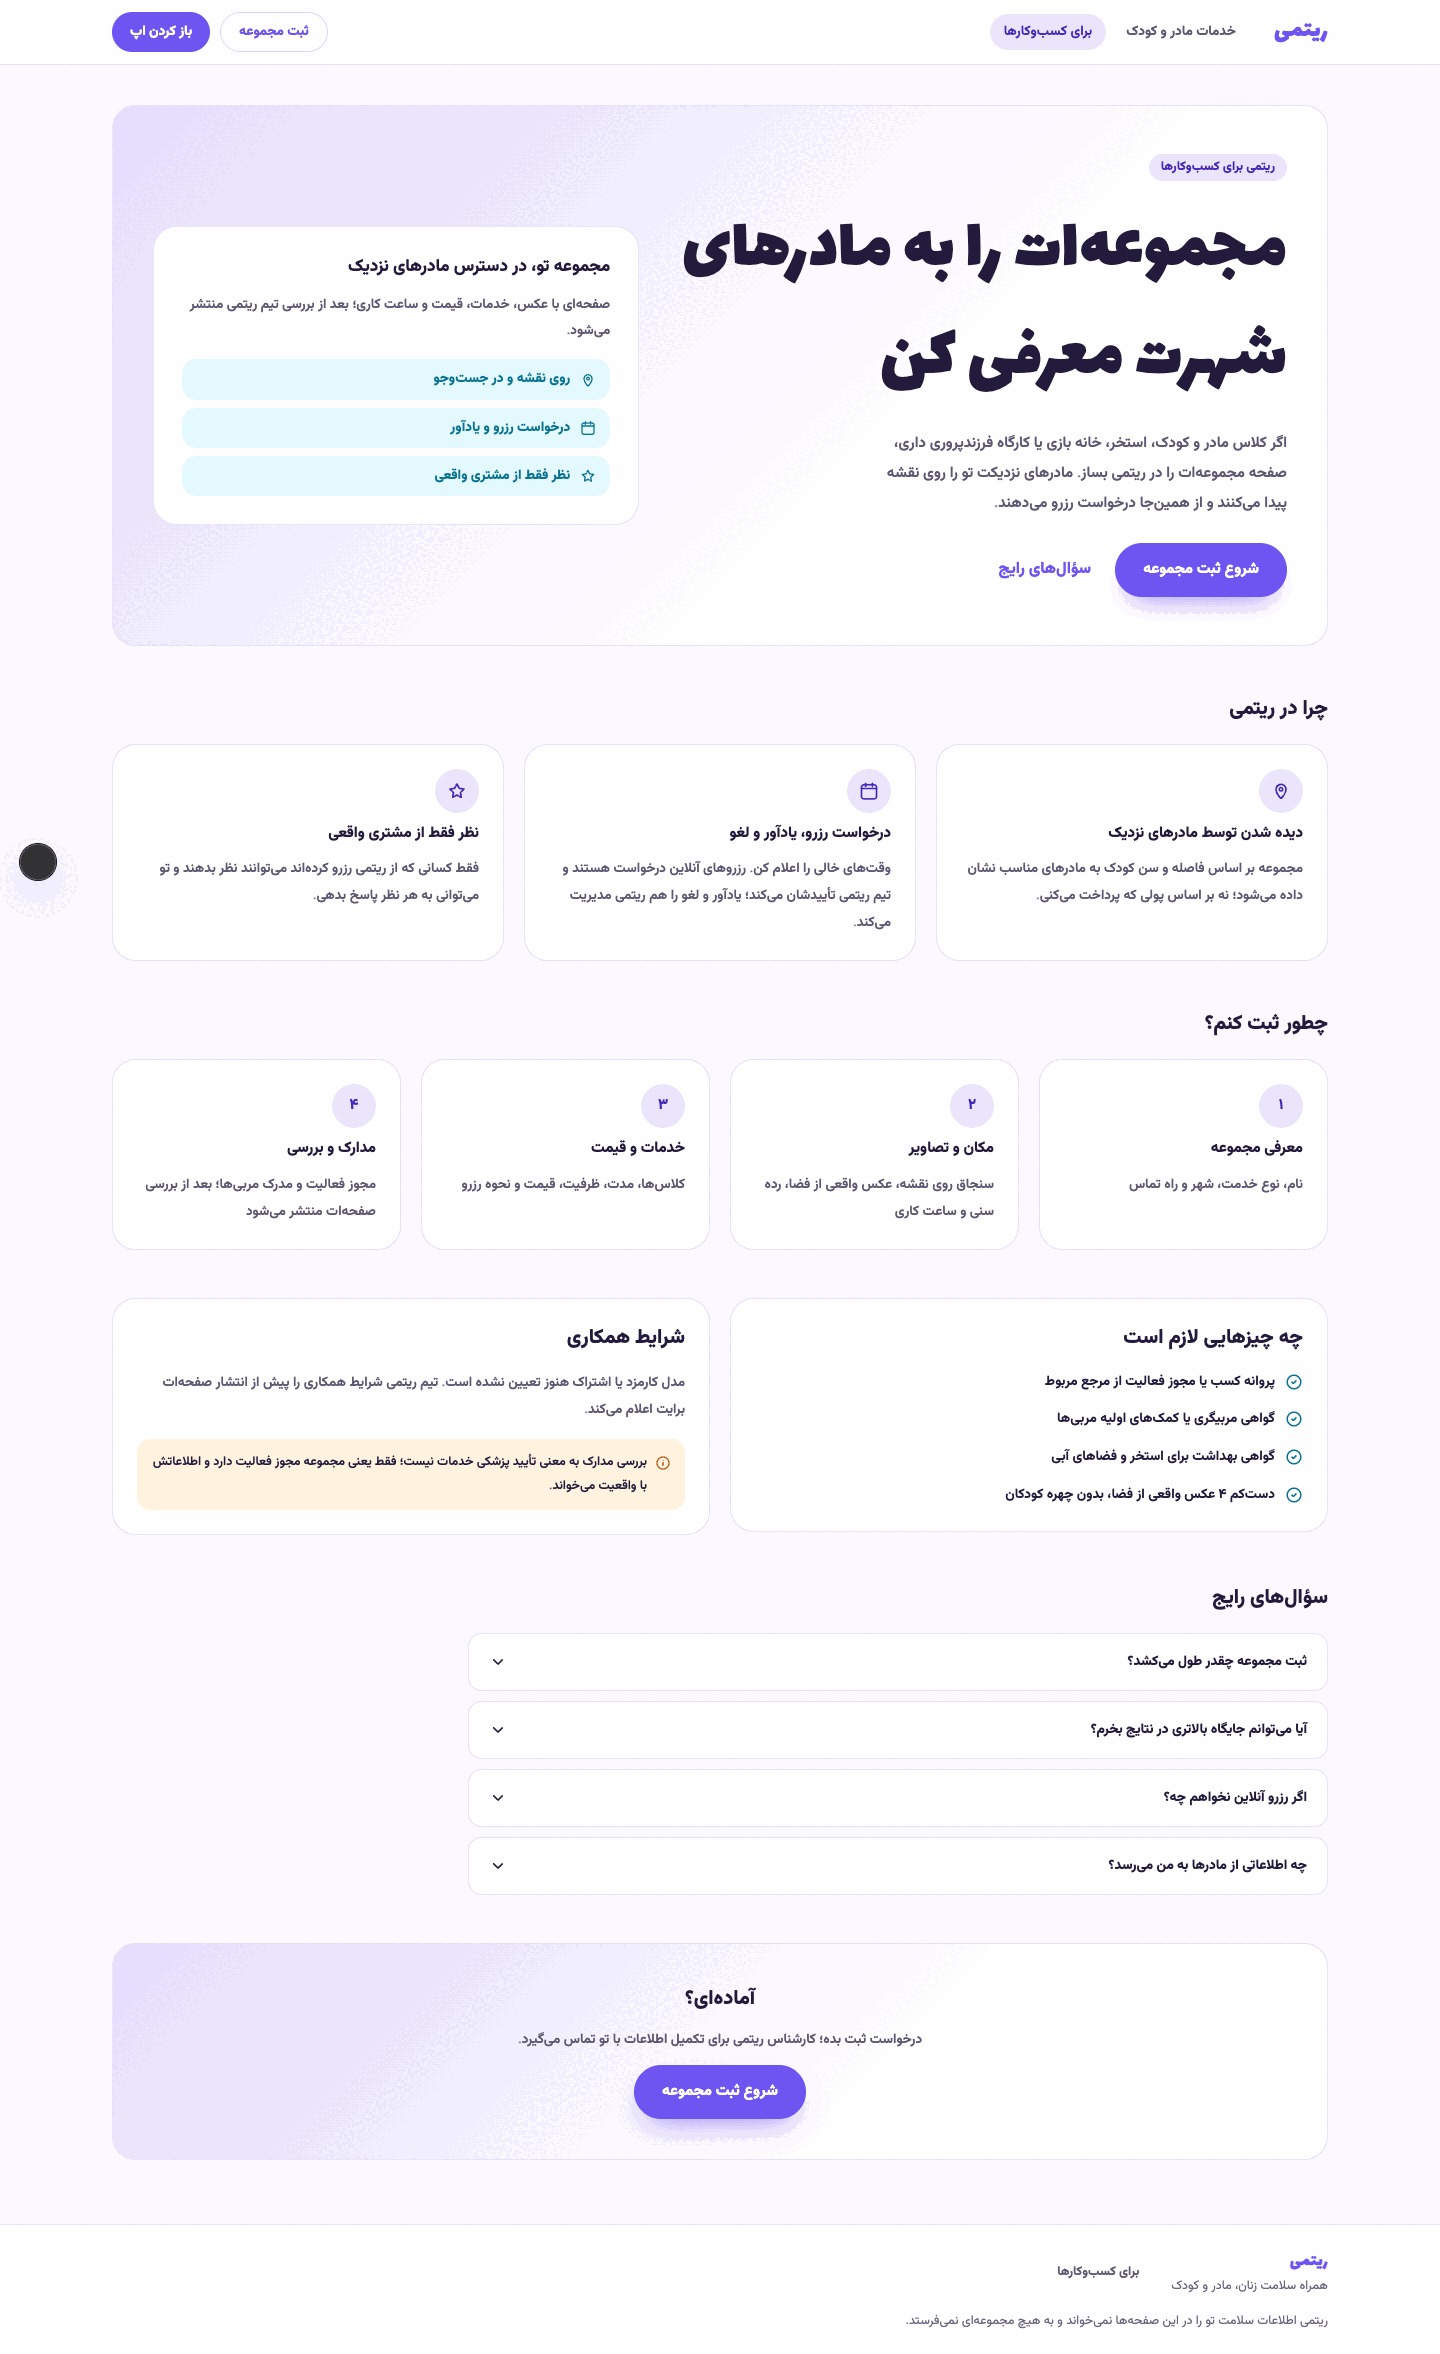 ریتمی
خدمات مادر و کودک
برای کسب‌وکارها
ثبت مجموعه
باز کردن اپ
ریتمی برای کسب‌وکارها
مجموعه‌ات را به مادرهای
شهرت معرفی کن
اگر کلاس مادر و کودک، استخر، خانه بازی یا کارگاه فرزندپروری داری،
صفحه مجموعه‌ات را در ریتمی بساز. مادرهای نزدیکت تو را روی نقشه
پیدا می‌کنند و از همین‌جا درخواست رزرو می‌دهند.
شروع ثبت مجموعه
سؤال‌های رایج
مجموعه تو، در دسترس مادرهای نزدیک
صفحه‌ای با عکس، خدمات، قیمت و ساعت کاری؛ بعد از بررسی تیم ریتمی منتشر
می‌شود.
روی نقشه و در جست‌وجو
درخواست رزرو و یادآور
نظر فقط از مشتری واقعی
چرا در ریتمی
دیده شدن توسط مادرهای نزدیک
مجموعه بر اساس فاصله و سن کودک به مادرهای مناسب نشان
داده می‌شود؛ نه بر اساس پولی که پرداخت می‌کنی.
درخواست رزرو، یادآور و لغو
وقت‌های خالی را اعلام کن. رزروهای آنلاین درخواست هستند و
تیم ریتمی تأییدشان می‌کند؛ یادآور و لغو را هم ریتمی مدیریت
می‌کند.
نظر فقط از مشتری واقعی
فقط کسانی که از ریتمی رزرو کرده‌اند می‌توانند نظر بدهند و تو
می‌توانی به هر نظر پاسخ بدهی.
چطور ثبت کنم؟
۱
معرفی مجموعه
نام، نوع خدمت، شهر و راه تماس
۲
مکان و تصاویر
سنجاق روی نقشه، عکس واقعی از فضا، رده
سنی و ساعت کاری
۳
خدمات و قیمت
کلاس‌ها، مدت، ظرفیت، قیمت و نحوه رزرو
۴
مدارک و بررسی
مجوز فعالیت و مدرک مربی‌ها؛ بعد از بررسی
صفحه‌ات منتشر می‌شود
چه چیزهایی لازم است
پروانه کسب یا مجوز فعالیت از مرجع مربوط
گواهی مربیگری یا کمک‌های اولیه مربی‌ها
گواهی بهداشت برای استخر و فضاهای آبی
دست‌کم ۴ عکس واقعی از فضا، بدون چهره کودکان
شرایط همکاری
مدل کارمزد یا اشتراک هنوز تعیین نشده است. تیم ریتمی شرایط همکاری را پیش از انتشار صفحه‌ات
برایت اعلام می‌کند.
بررسی مدارک به معنی تأیید پزشکی خدمات نیست؛ فقط یعنی مجموعه مجوز فعالیت دارد و اطلاعاتش
با واقعیت می‌خواند.
سؤال‌های رایج
ثبت مجموعه چقدر طول می‌کشد؟
آیا می‌توانم جایگاه بالاتری در نتایج بخرم؟
اگر رزرو آنلاین نخواهم چه؟
چه اطلاعاتی از مادرها به من می‌رسد؟
آماده‌ای؟
درخواست ثبت بده؛ کارشناس ریتمی برای تکمیل اطلاعات با تو تماس می‌گیرد.
شروع ثبت مجموعه
ریتمی
همراه سلامت زنان، مادر و کودک
برای کسب‌وکارها
ریتمی اطلاعات سلامت تو را در این صفحه‌ها نمی‌خواند و به هیچ مجموعه‌ای نمی‌فرستد.